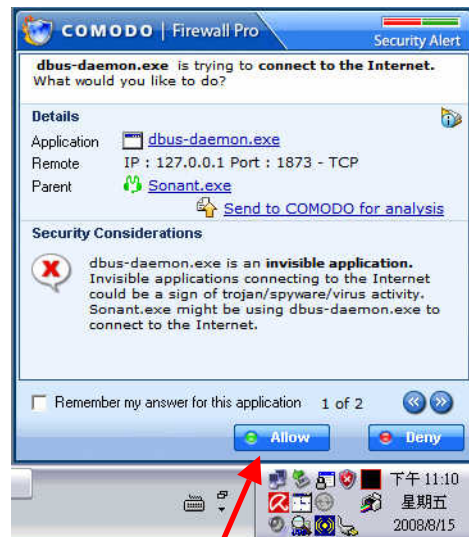 COMODO | Firewall Pro
Security Alert
dbus-daemon.exe is trying to connect to the Internet.
What would you like to do?
Details
Application dbus-daemon.exe
Remote IP : 127.0.0.1 Port : 1873 - TCP
Parent Sonant.exe
Send to COMODO for analysis
Security Considerations
dbus-daemon.exe is an invisible application.
Invisible applications connecting to the Internet
could be a sign of trojan/spyware/virus activity.
Sonant.exe might be using dbus-daemon.exe to
connect to the Internet.
Remember my answer for this application 1 of 2
Allow Deny
下午 11:10
星期五
2008/8/15